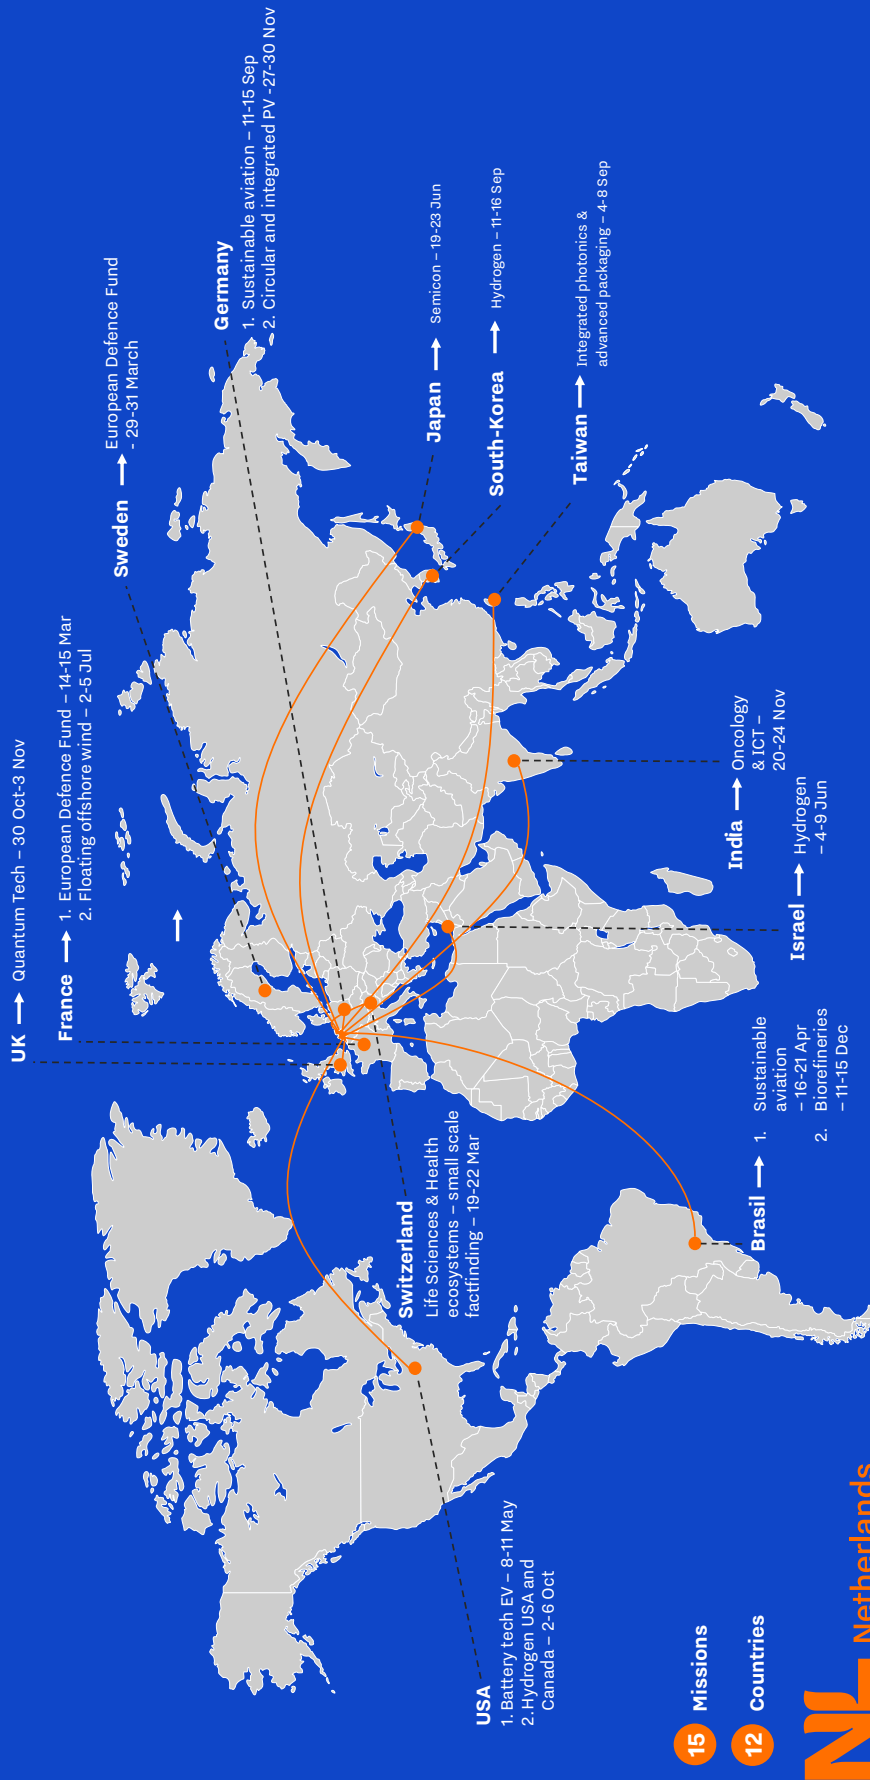 UK
Quantum Tech – 30 Oct-3 Nov
France
1. European Defence Fund – 14-15 Mar
2. Floating offshore wind – 2-5 Jul
Sweden
European Defence Fund
- 29-31 March
Germany
1. Sustainable aviation – 11-15 Sep
2. Circular and integrated PV -27-30 Nov
Japan
Semicon – 19-23 Jun
South-Korea
Hydrogen – 11-16 Sep
Taiwan
Integrated photonics &
advanced packaging – 4-8 Sep
India
Oncology
& ICT –
20-24 Nov
Israel
Hydrogen
– 4-9 Jun
Brasil
1. Sustainable
aviation
– 16-21 Apr
2. Biorefineries
– 11-15 Dec
Switzerland
Life Sciences & Health
ecosystems – small scale
factfinding – 19-22 Mar
USA
1. Battery tech EV – 8-11 May
2. Hydrogen USA and
Canada – 2-6 Oct
15 Missions
12 Countries
NL Netherlands